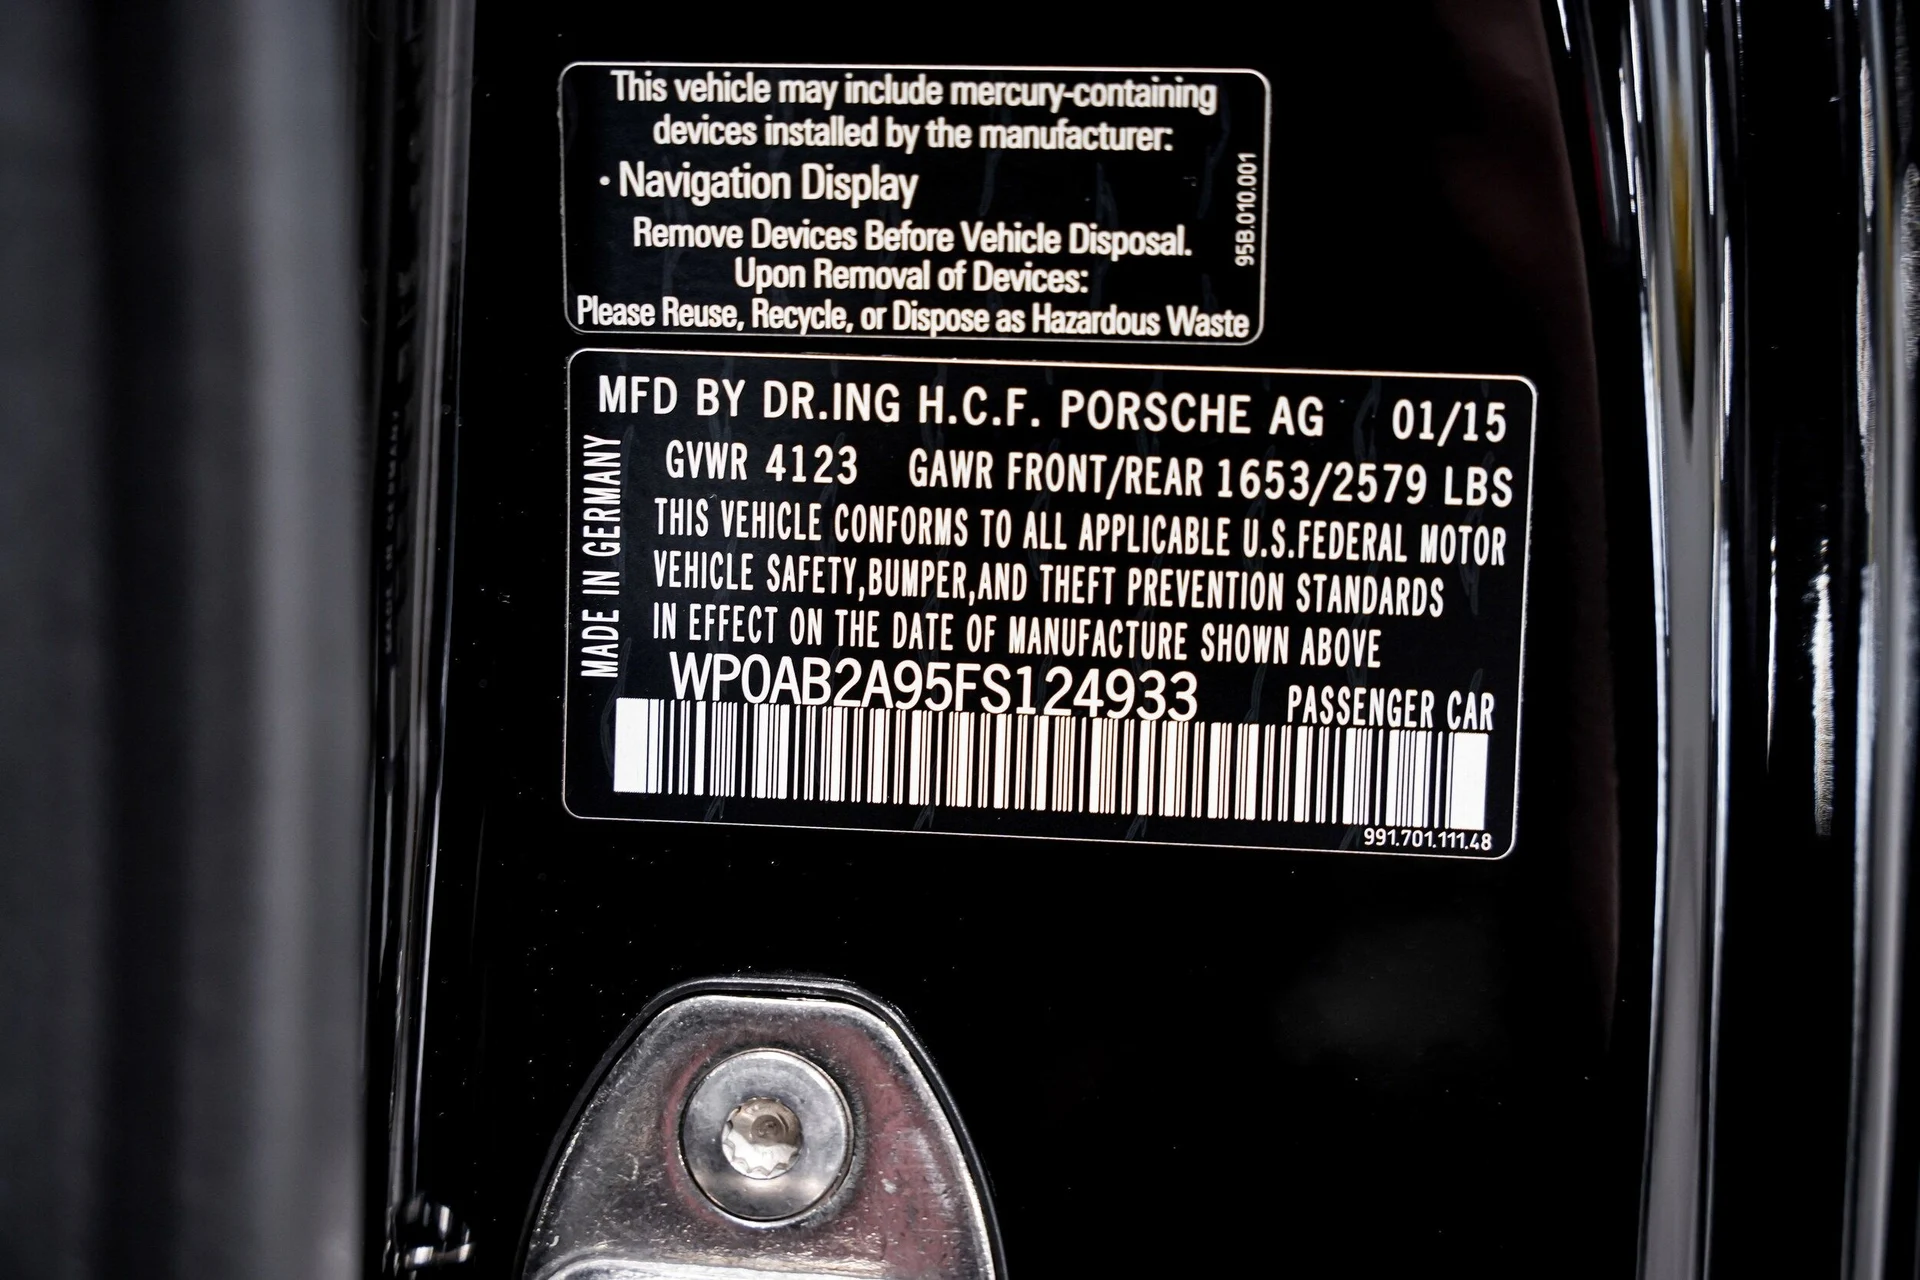 This vehicle may include mercury-containing
devices installed by the manufacturer:
· Navigation Display
Remove Devices Before Vehicle Disposal.
Upon Removal of Devices:
Please Reuse, Recycle, or Dispose as Hazardous Waste
95B.010.001
MFD BY DR.ING H.C.F. PORSCHE AG 01/15
GVWR 4123 GAWR FRONT/REAR 1653/2579 LBS
THIS VEHICLE CONFORMS TO ALL APPLICABLE U.S.FEDERAL MOTOR
VEHICLE SAFETY,BUMPER,AND THEFT PREVENTION STANDARDS
IN EFFECT ON THE DATE OF MANUFACTURE SHOWN ABOVE
MADE IN GERMANY
WP0AB2A95FS124933 PASSENGER CAR
991.701.111.48